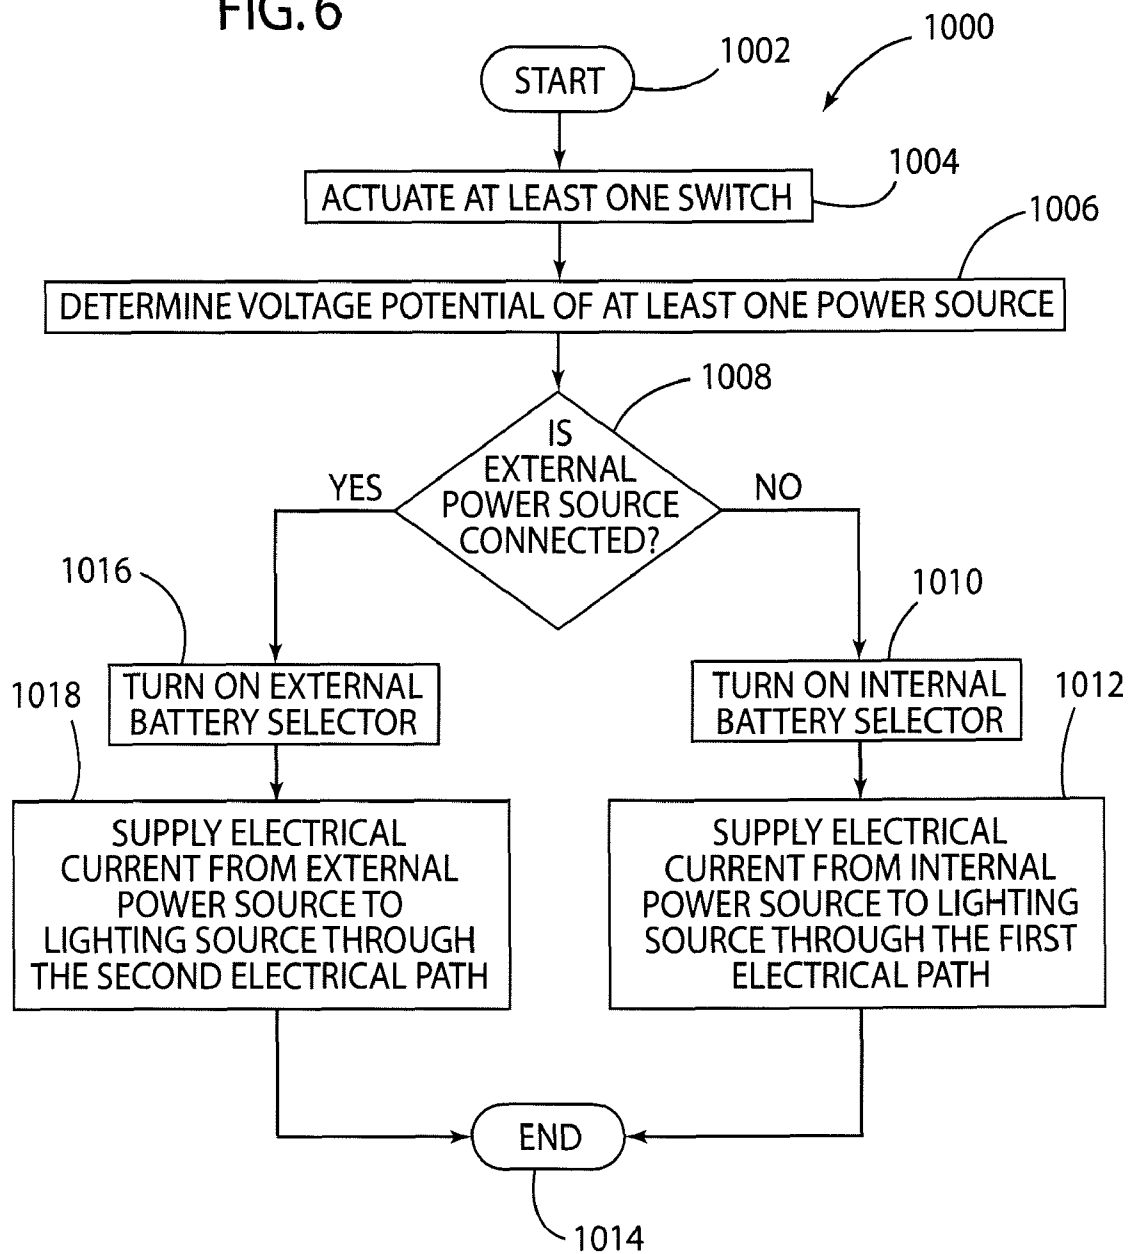 FIG. 6
1000
1002
START
1004
ACTUATE AT LEAST ONE SWITCH
1006
DETERMINE VOLTAGE POTENTIAL OF AT LEAST ONE POWER SOURCE
1008
IS
EXTERNAL
POWER SOURCE
CONNECTED?
YES
NO
1016
TURN ON EXTERNAL
BATTERY SELECTOR
1010
TURN ON INTERNAL
BATTERY SELECTOR
1018
SUPPLY ELECTRICAL
CURRENT FROM EXTERNAL
POWER SOURCE TO
LIGHTING SOURCE THROUGH
THE SECOND ELECTRICAL PATH
1012
SUPPLY ELECTRICAL
CURRENT FROM INTERNAL
POWER SOURCE TO LIGHTING
SOURCE THROUGH THE FIRST
ELECTRICAL PATH
END
1014